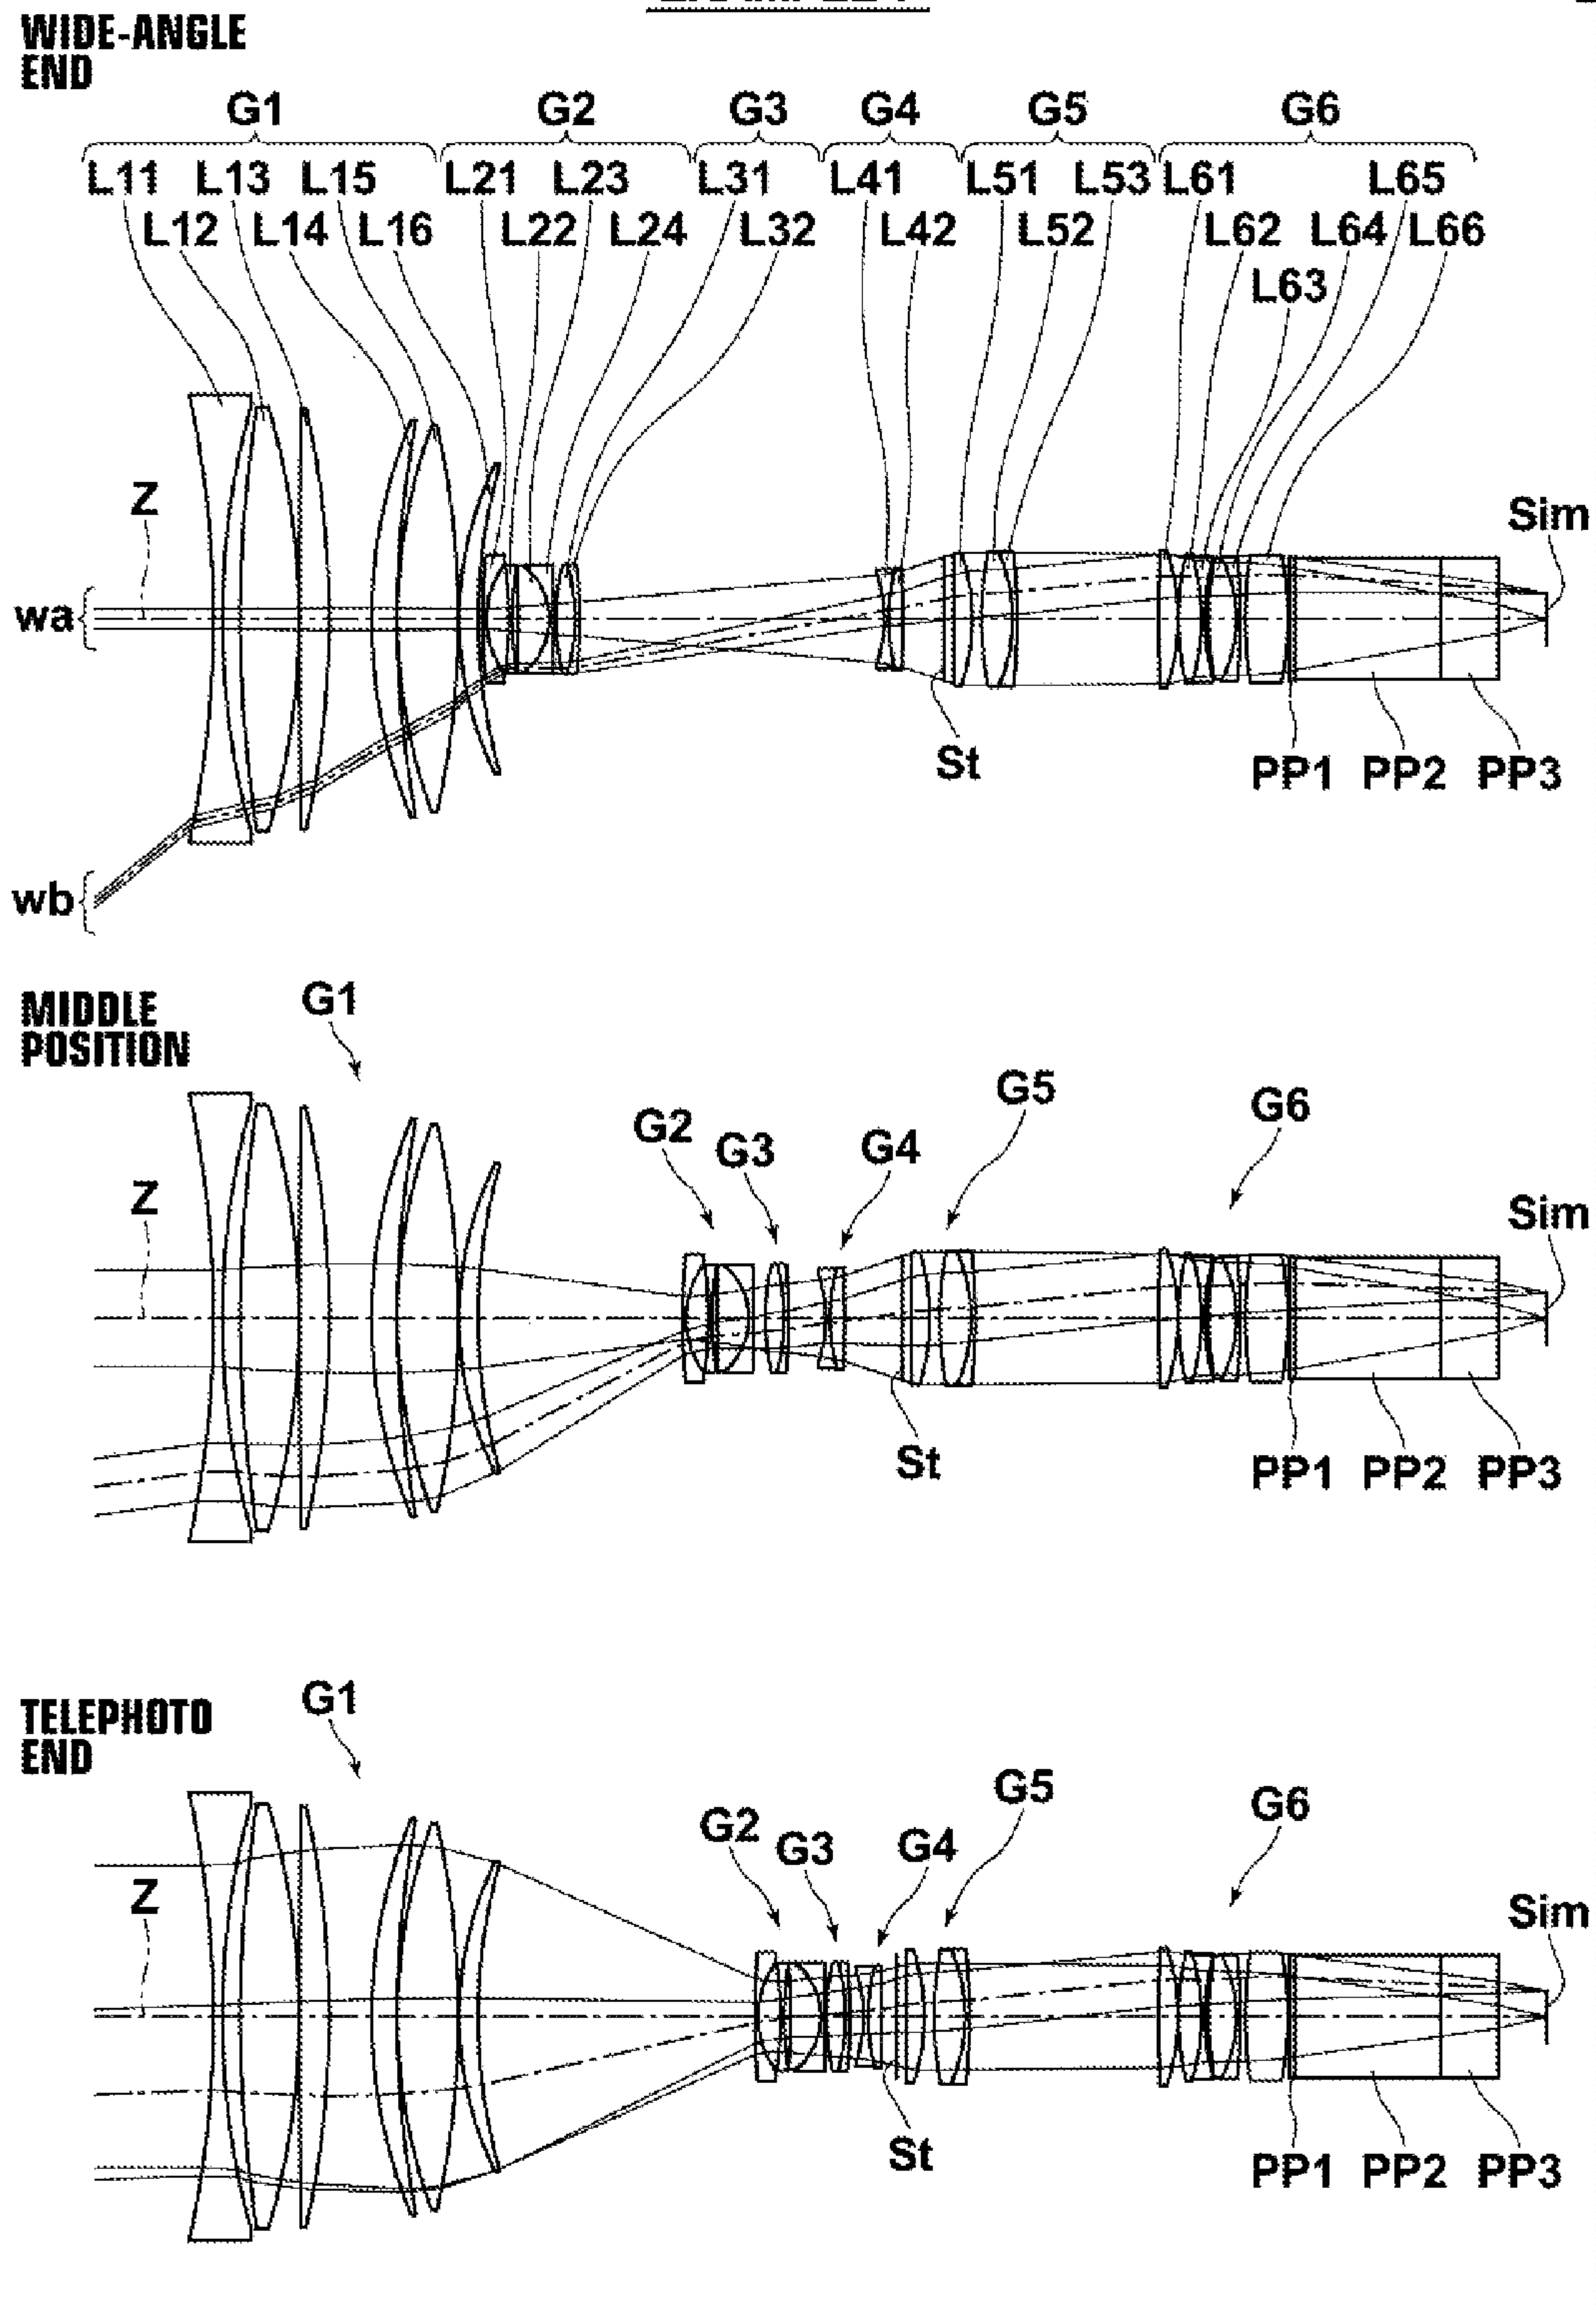 WIDE-ANGLE
END
G1 G2 G3 G4 G5 G6
L11 L13 L15 L21 L23 L31 L41 L51 L53 L61 L65
L12 L14 L16 L22 L24 L32 L42 L52 L62 L64 L66
L63
Z
Sim
wa
St
PP1 PP2 PP3
wb
MIDDLE
POSITION
G1
G5
G6
G2
G3
G4
Z
Sim
St
PP1 PP2 PP3
TELEPHOTO
END
G1
G5
G6
G2
G3
G4
Z
Sim
St
PP1 PP2 PP3